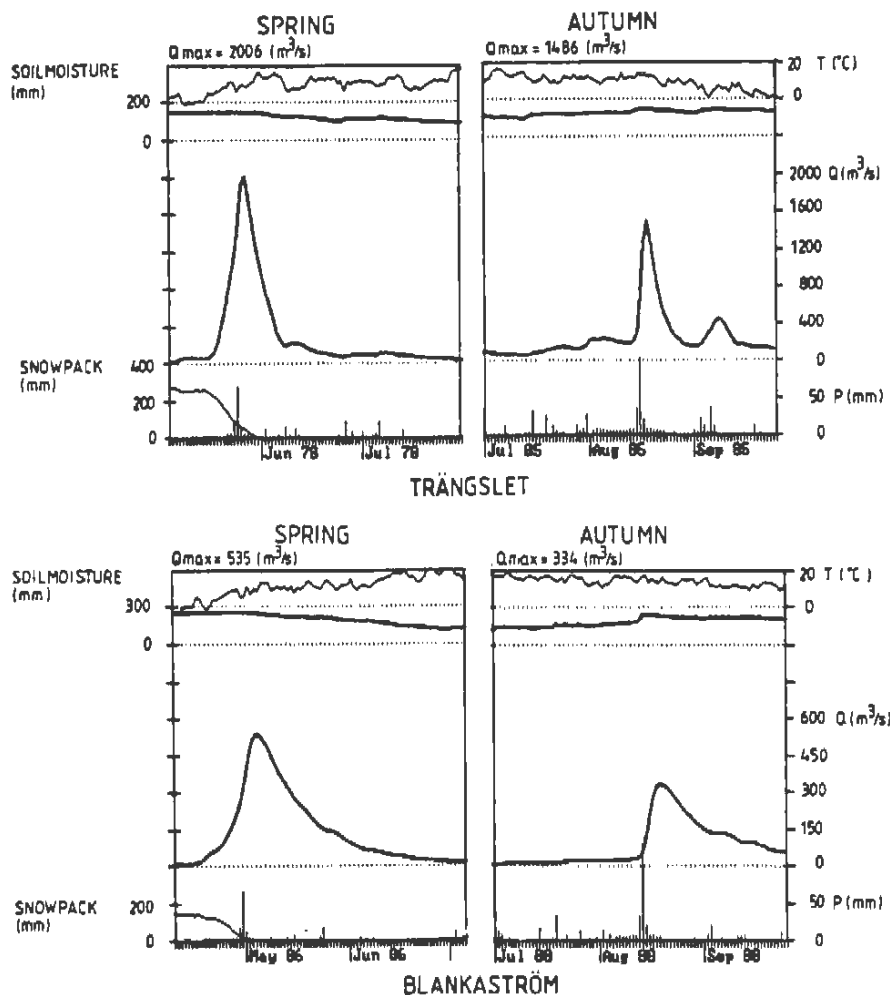 SPRING
AUTUMN
Qmax = 2006 (m³/s)
Qmax = 1486 (m³/s)
SOILMOISTURE
(mm)
200
0
20
0
T (°C)
2000
1600
1200
800
400
0
Q (m³/s)
SNOWPACK
(mm)
400
200
0
50
0
P (mm)
Jun 78
Jul 78
Jul 85
Aug 85
Sep 85
TRÄNGSLET
SPRING
AUTUMN
Qmax = 535 (m³/s)
Qmax = 334 (m³/s)
SOILMOISTURE
(mm)
300
0
20
0
T (°C)
600
450
300
150
0
Q (m³/s)
SNOWPACK
(mm)
200
0
50
0
P (mm)
May 86
Jun 86
Jul 88
Aug 88
Sep 88
BLANKASTRÖM